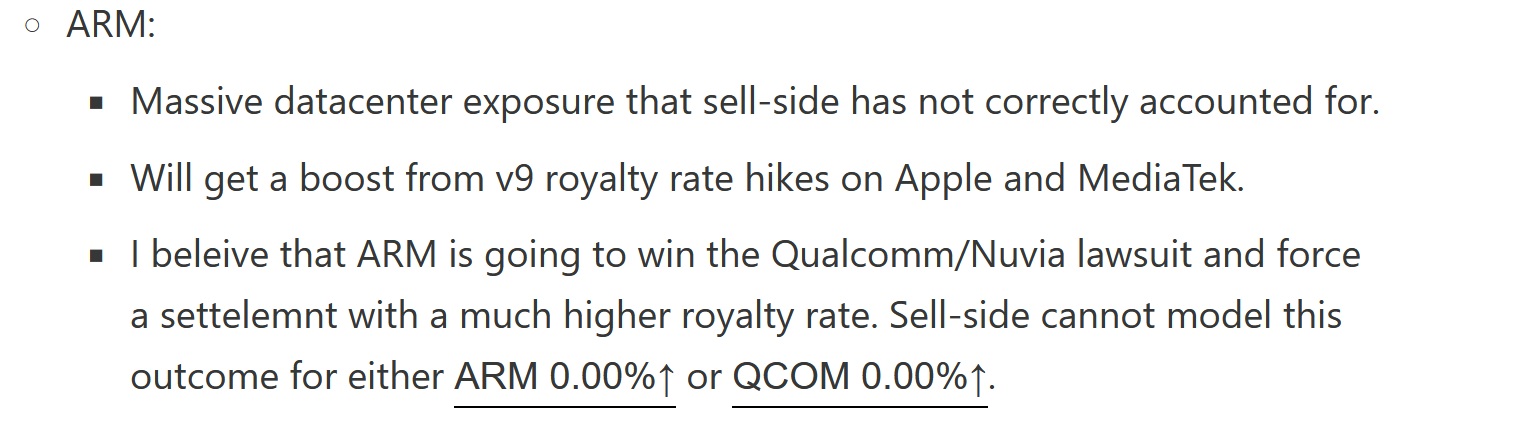 ARM:
Massive datacenter exposure that sell-side has not correctly accounted for.
Will get a boost from v9 royalty rate hikes on Apple and MediaTek.
I beleive that ARM is going to win the Qualcomm/Nuvia lawsuit and force
a settelemnt with a much higher royalty rate. Sell-side cannot model this
outcome for either ARM 0.00%↑ or QCOM 0.00%↑.